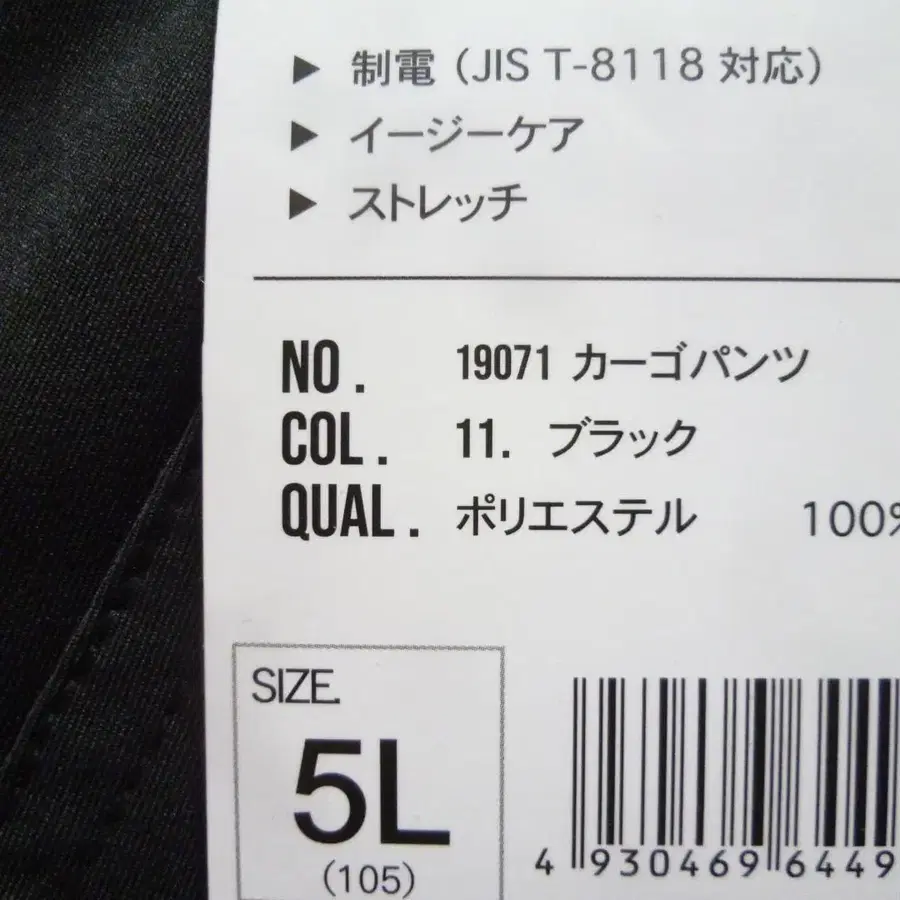 ▶ 制電（JIS T-8118 対応）
▶ イージーケア
▶ ストレッチ
NO. 19071 カーゴパンツ
COL. 11. ブラック
QUAL. ポリエステル 100%
SIZE.
5L
(105)
4 930469 6449